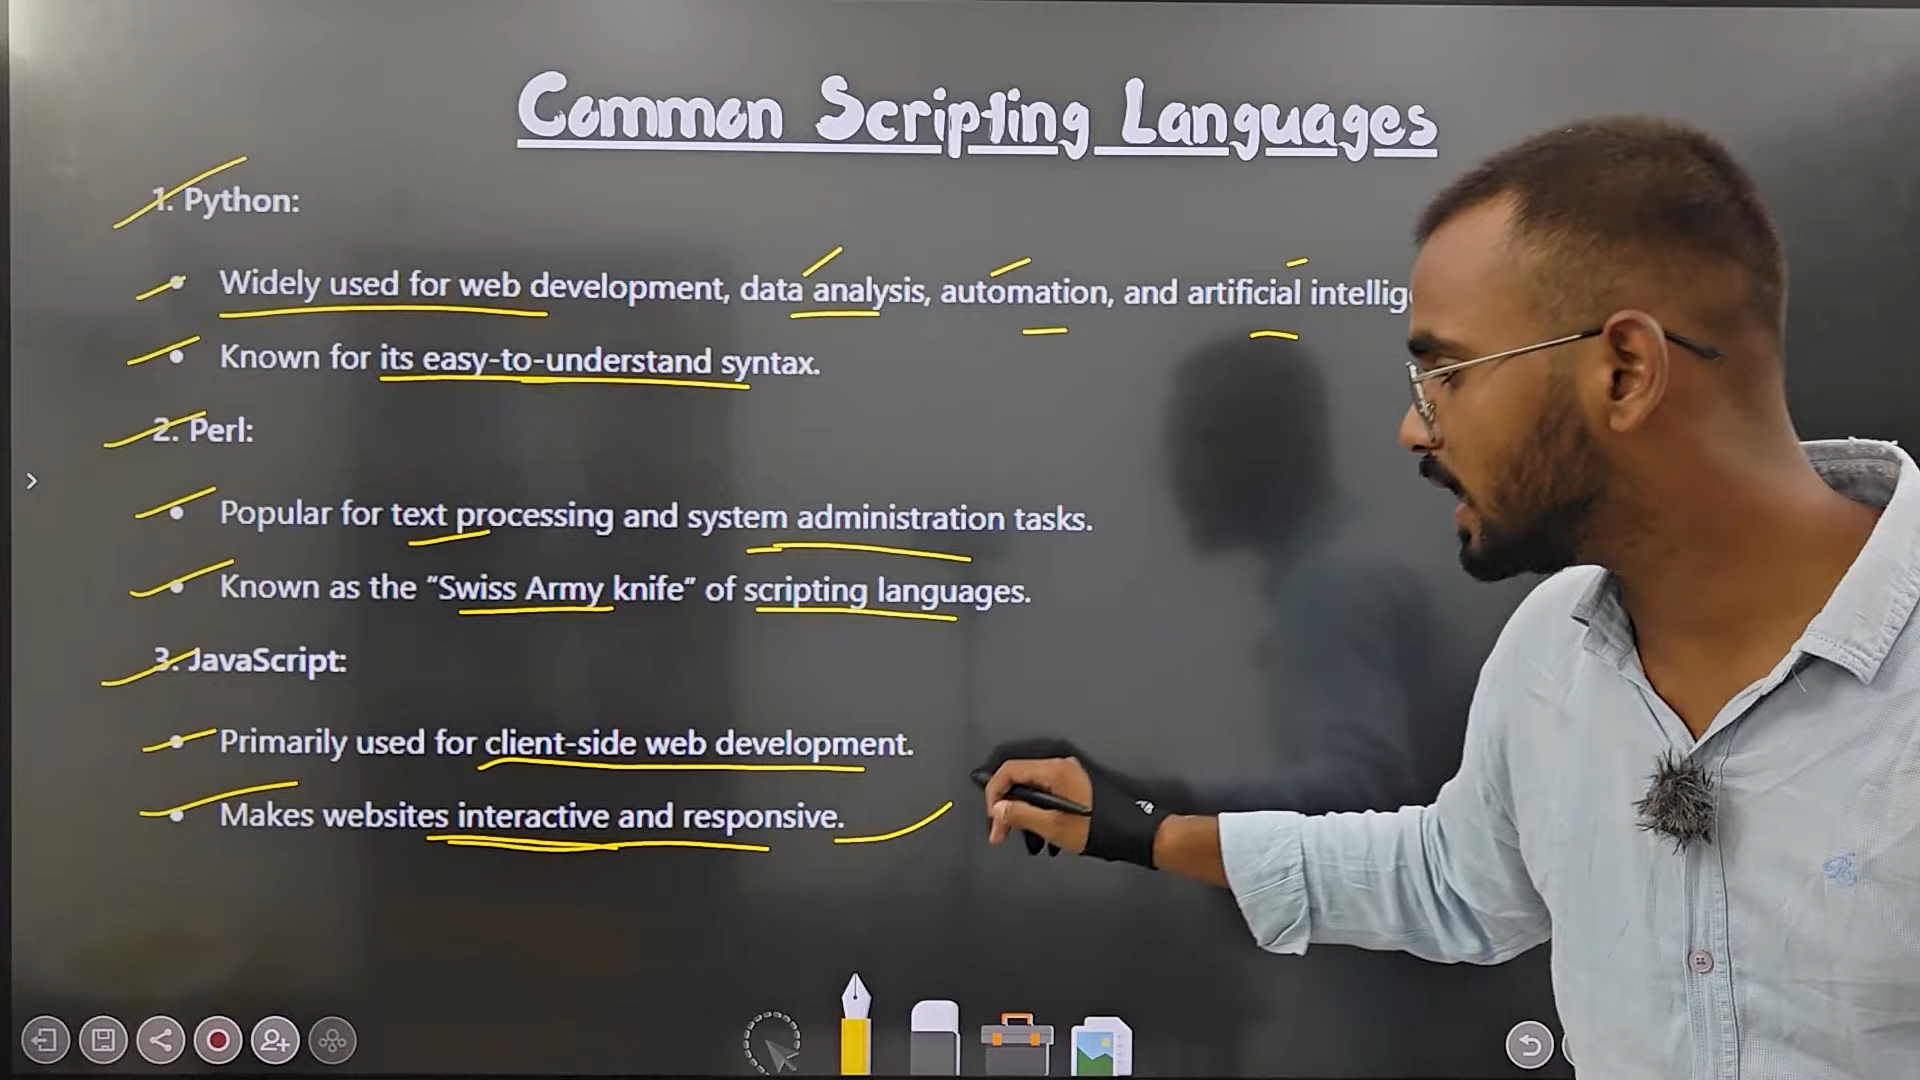 Common Scripting Languages
1. Python:
• Widely used for web development, data analysis, automation, and artificial
• Known for its easy-to-understand syntax.
2. Perl:
• Popular for text processing and system administration tasks.
• Known as the “Swiss Army knife” of scripting languages.
3. JavaScript:
• Primarily used for client-side web development.
• Makes websites interactive and responsive.